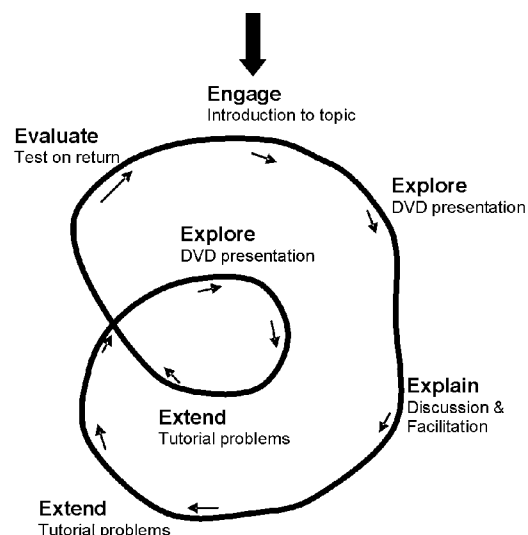 Engage
Introduction to topic
Evaluate
Test on return
Explore
DVD presentation
Explore
DVD presentation
Explain
Discussion &
Facilitation
Extend
Tutorial problems
Extend
Tutorial problems